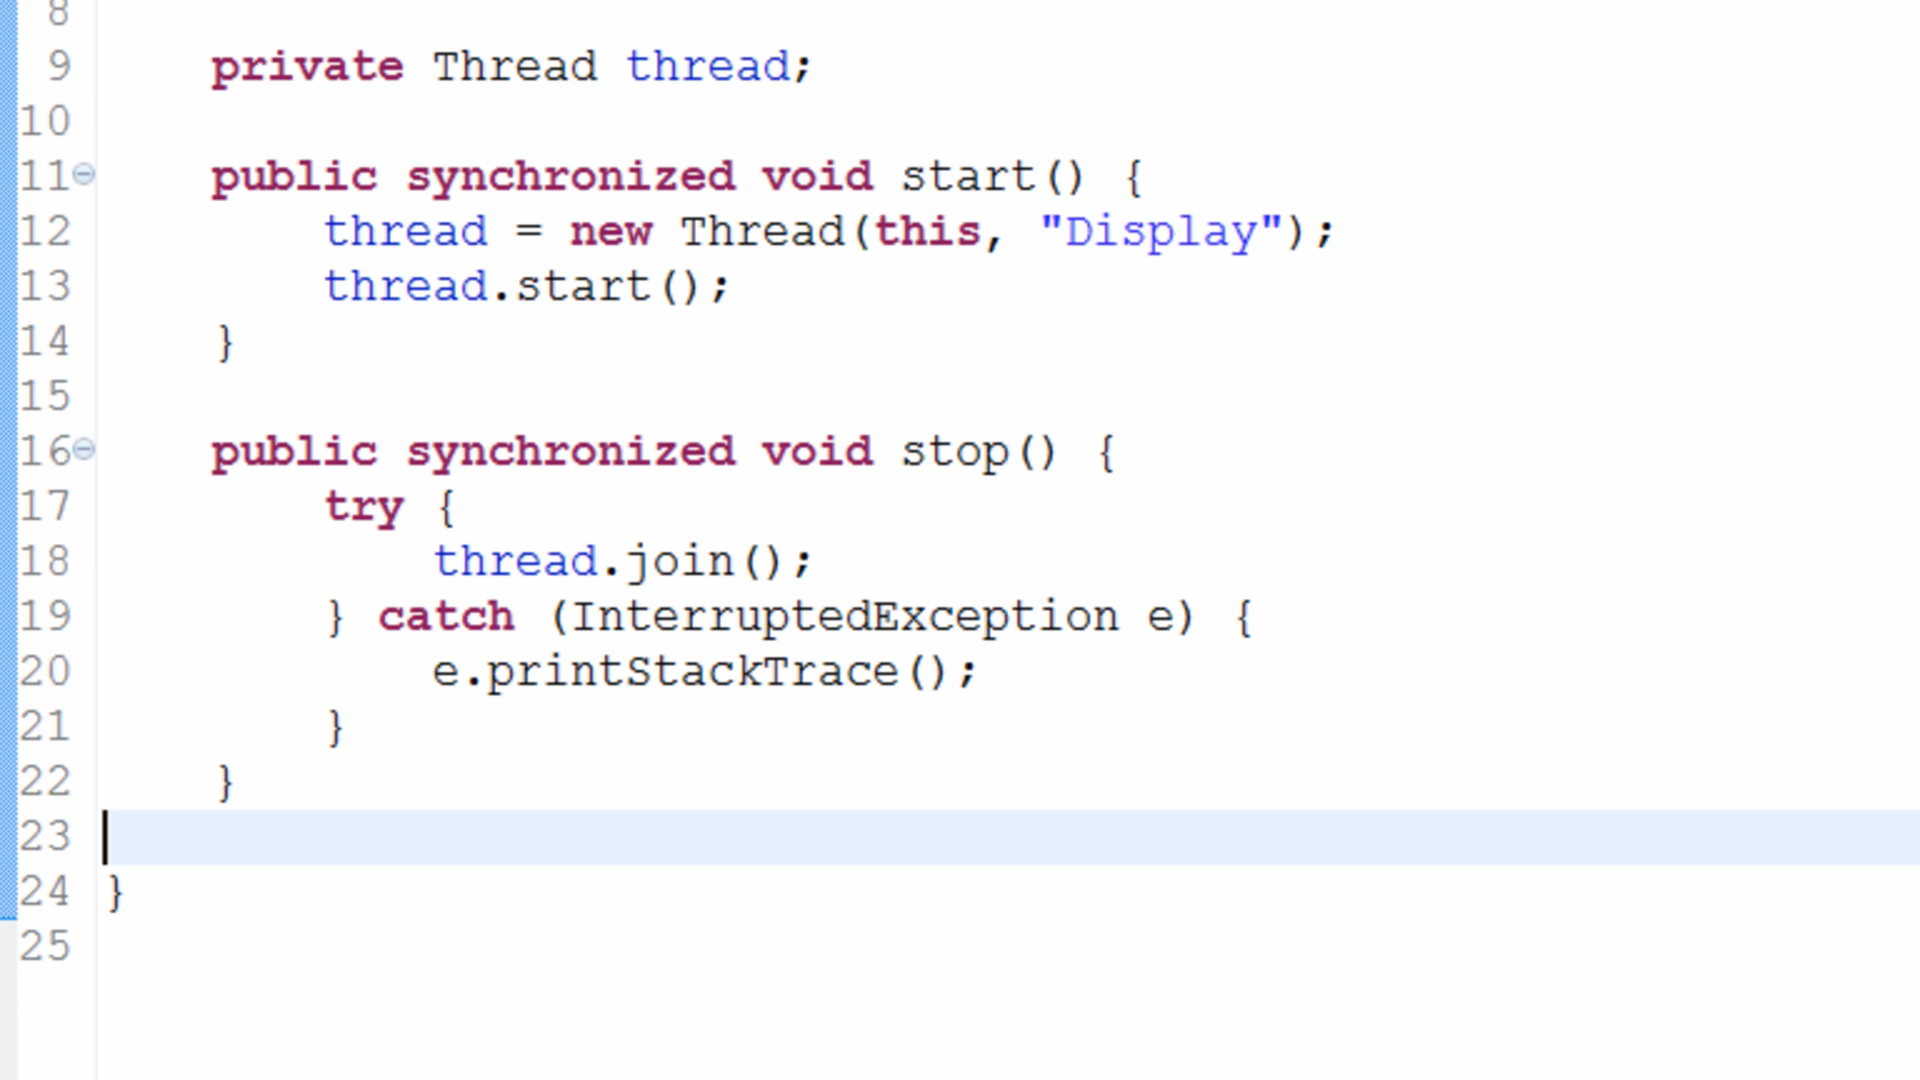 8
9 private Thread thread;
10
11 public synchronized void start() {
12 thread = new Thread(this, "Display");
13 thread.start();
14 }
15
16 public synchronized void stop() {
17 try {
18 thread.join();
19 } catch (InterruptedException e) {
20 e.printStackTrace();
21 }
22 }
23
24 }
25